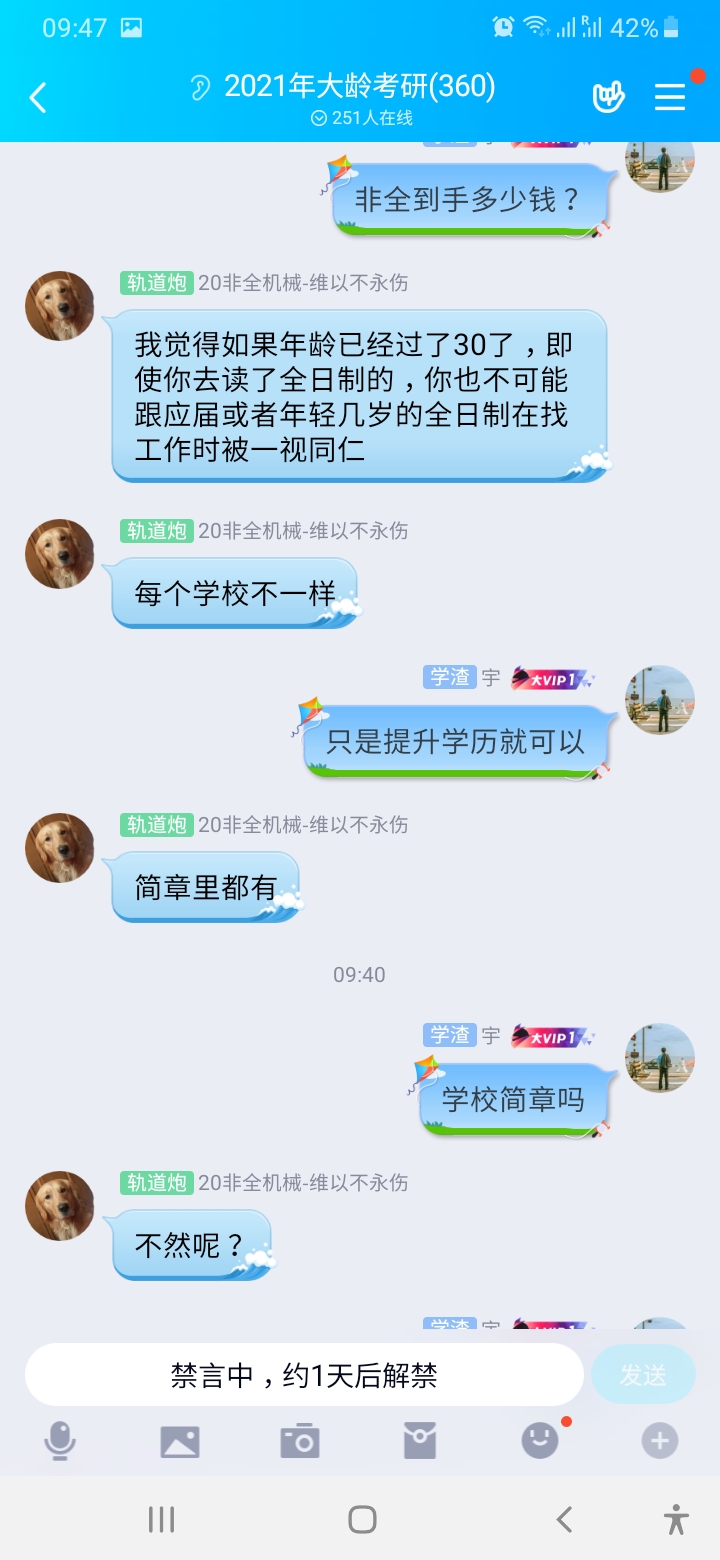 09:47
42%
2021年大龄考研(360)
251人在线
非全到手多少钱？
轨道炮 20非全机械-维以不永伤
我觉得如果年龄已经过了30了，即
使你去读了全日制的，你也不可能
跟应届或者年轻几岁的全日制在找
工作时被一视同仁
轨道炮 20非全机械-维以不永伤
每个学校不一样
学渣 宇 大VIP1
只是提升学历就可以
轨道炮 20非全机械-维以不永伤
简章里都有
09:40
学渣 宇 大VIP1
学校简章吗
轨道炮 20非全机械-维以不永伤
不然呢？
学渣 宇
禁言中，约1天后解禁
发送